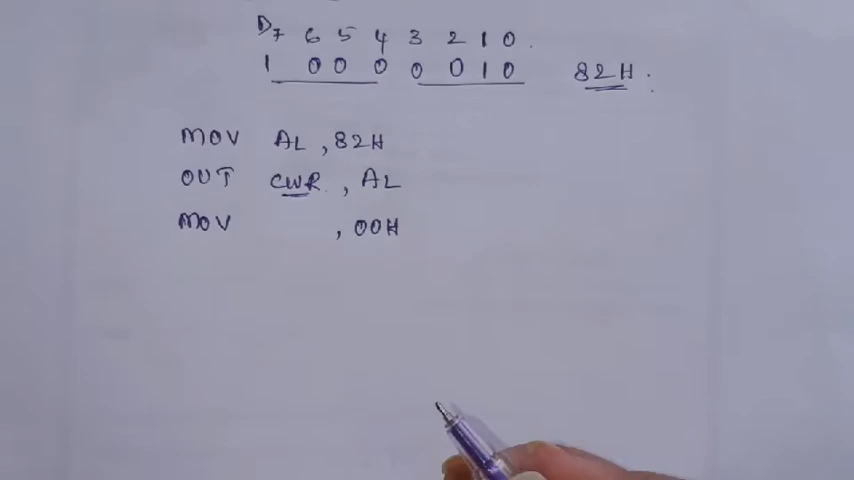 D7 6 5 4 3 2 1 0
1 0 0 0 0 0 1 0 82H.
MOV AL, 82H
OUT CWR, AL
MOV , 00H